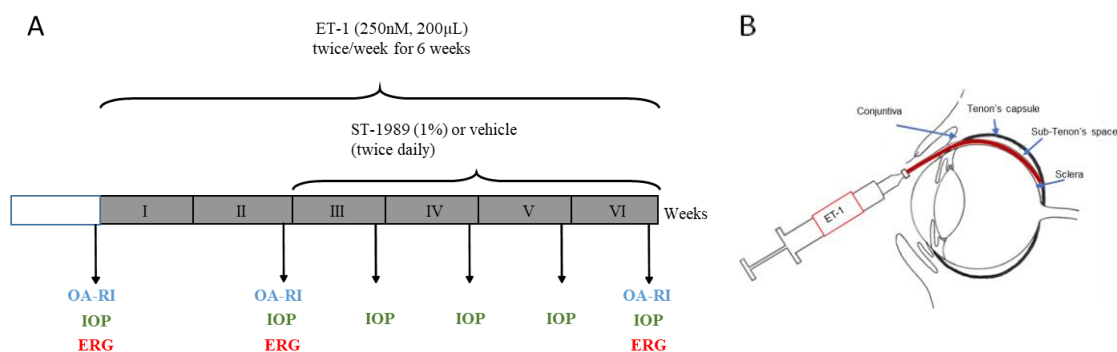 A
ET-1 (250nM, 200µL)
twice/week for 6 weeks
ST-1989 (1%) or vehicle
(twice daily)
I II III IV V VI Weeks
OA-RI OA-RI OA-RI
IOP IOP IOP IOP IOP IOP
ERG ERG ERG
B
Conjuntiva
Tenon's capsule
Sub-Tenon's space
Sclera
ET-1